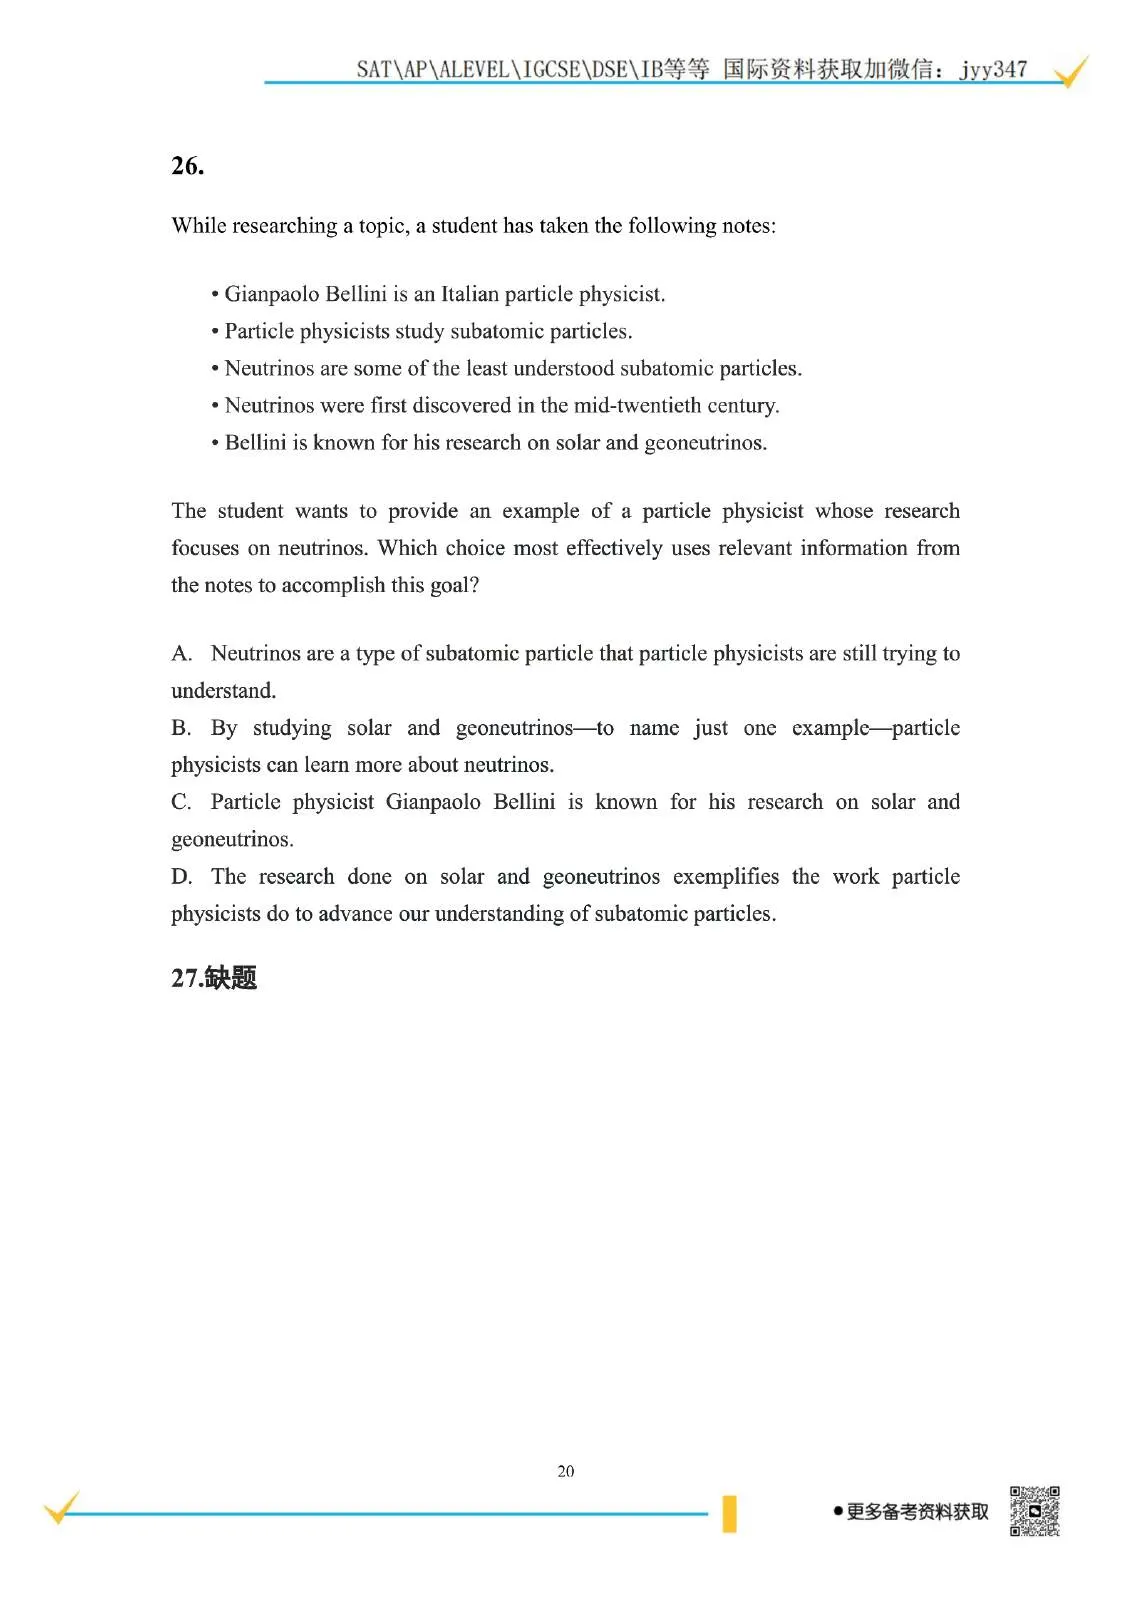 SAT\AP\ALEVEL\IGCSE\DSE\IB等等 国际资料获取加微信：jyy347
26.
While researching a topic, a student has taken the following notes:
• Gianpaolo Bellini is an Italian particle physicist.
• Particle physicists study subatomic particles.
• Neutrinos are some of the least understood subatomic particles.
• Neutrinos were first discovered in the mid-twentieth century.
• Bellini is known for his research on solar and geoneutrinos.
The student wants to provide an example of a particle physicist whose research
focuses on neutrinos. Which choice most effectively uses relevant information from
the notes to accomplish this goal?
A. Neutrinos are a type of subatomic particle that particle physicists are still trying to
understand.
B. By studying solar and geoneutrinos—to name just one example—particle
physicists can learn more about neutrinos.
C. Particle physicist Gianpaolo Bellini is known for his research on solar and
geoneutrinos.
D. The research done on solar and geoneutrinos exemplifies the work particle
physicists do to advance our understanding of subatomic particles.
27.缺题
20
●更多备考资料获取